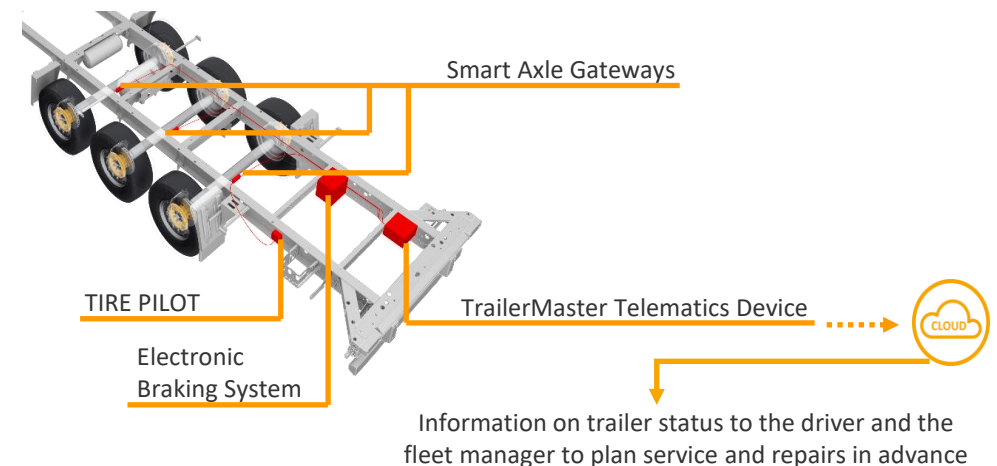 Smart Axle Gateways
TIRE PILOT
TrailerMaster Telematics Device
CLOUD
Electronic
Braking System
Information on trailer status to the driver and the
fleet manager to plan service and repairs in advance